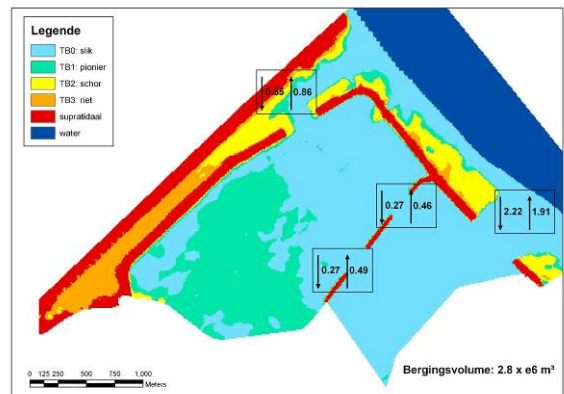 Legende
TB0: slik
TB1: pionier
TB2: schor
TB3: riet
supratidaal
water
0.55 0.86
0.27 0.46
2.22 1.91
0.27 0.49
Bergingsvolume: 2.8 x e6 m³
0 125 250 500 750 1.000
Meters